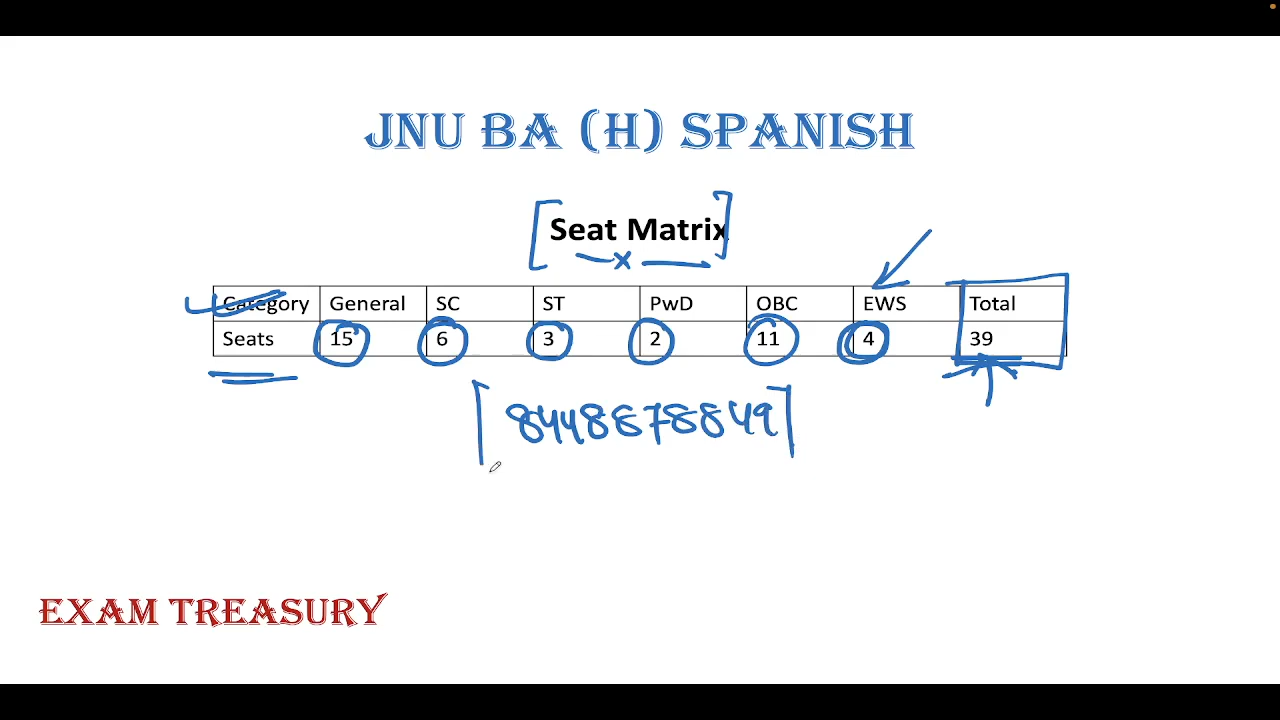 JNU BA (H) SPANISH
Seat Matrix
Category General SC ST PwD OBC EWS Total
Seats 15 6 3 2 11 4 39
8448878849
EXAM TREASURY